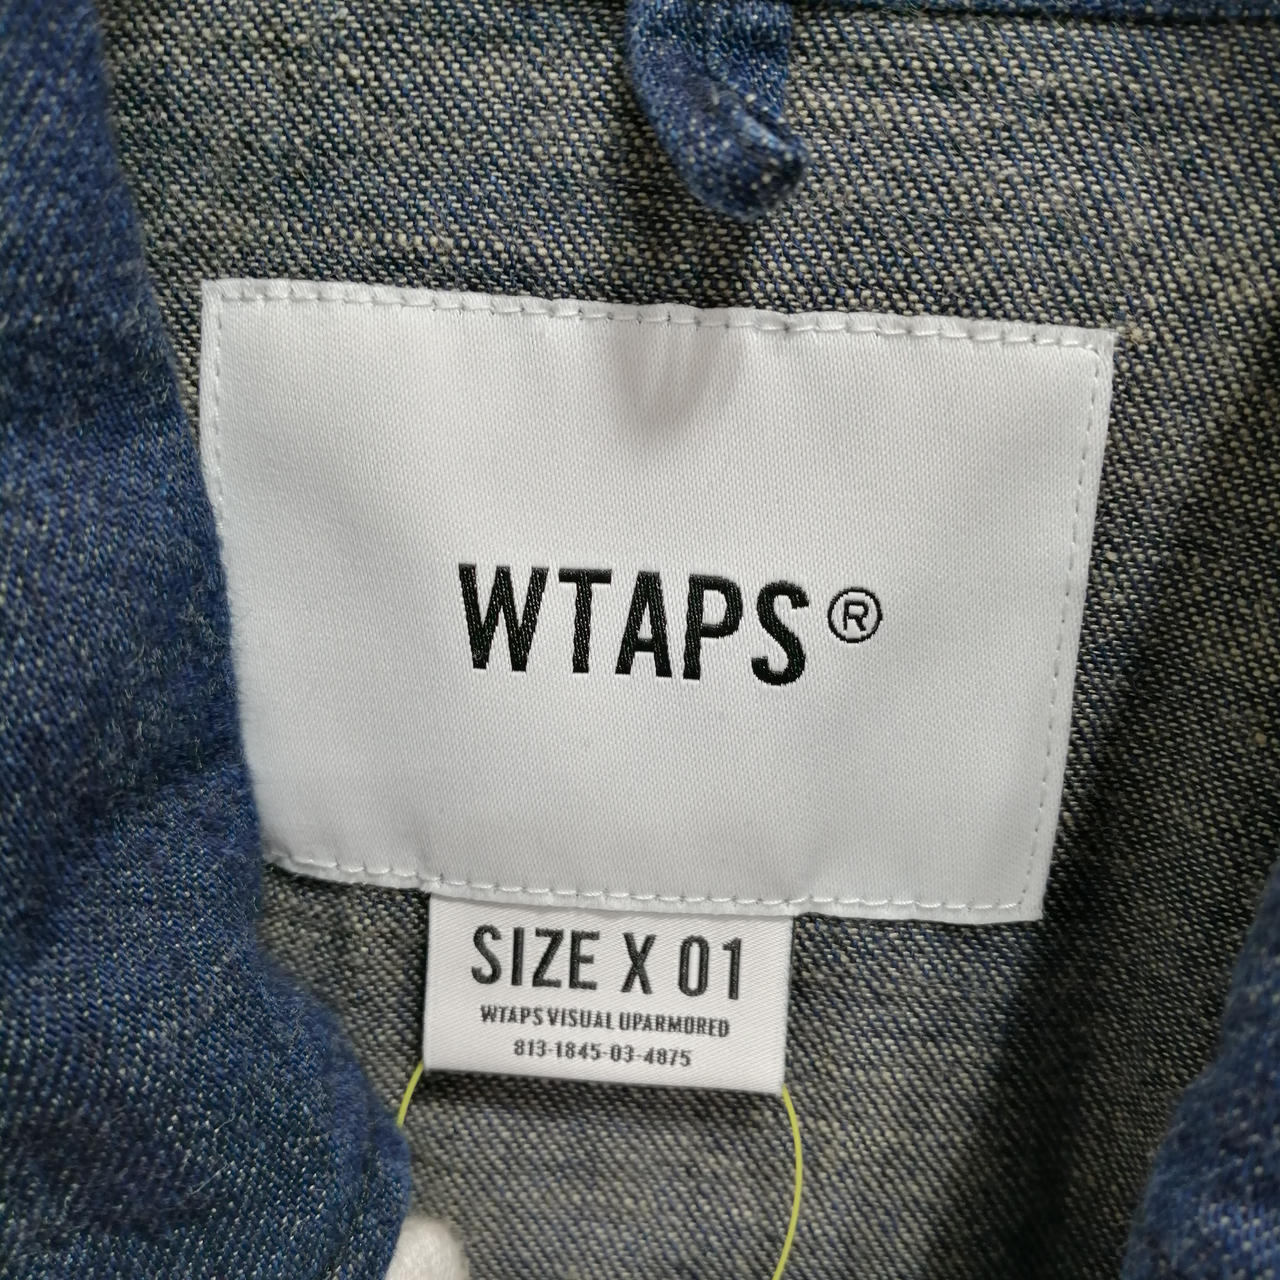 WTAPS®
SIZE X 01
WTAPS VISUAL UPARMORED
813-1845-03-4875